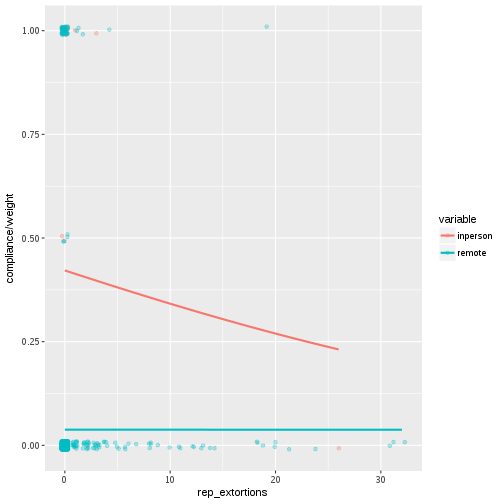 1.00
0.75
0.50
0.25
0.00
compliance/weight
0 10 20 30
rep_extortions
variable
inperson
remote